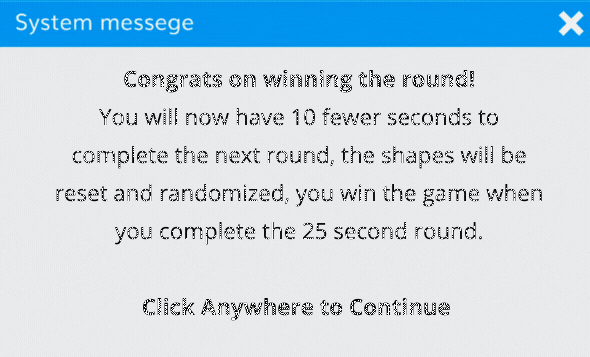 System messege
Congrats on winning the round!
You will now have 10 fewer seconds to
complete the next round, the shapes will be
reset and randomized, you win the game when
you complete the 25 second round.
Click Anywhere to Continue